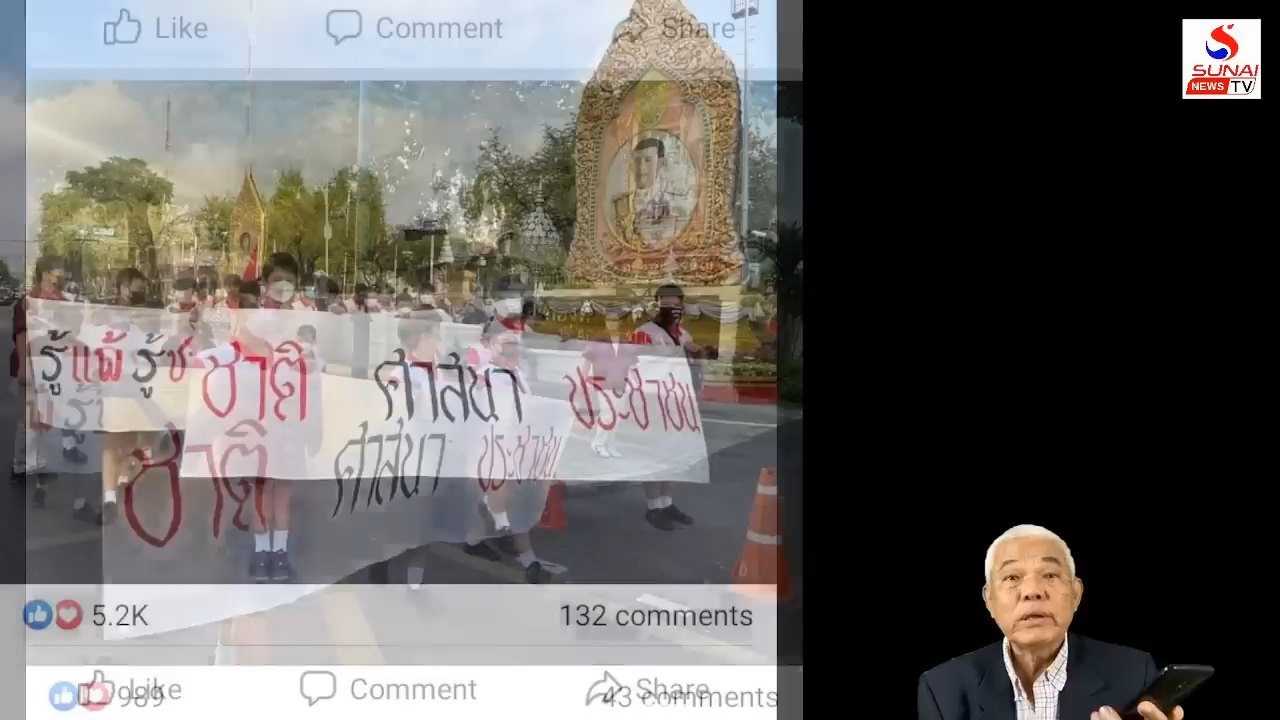 Like Comment Share
SUNAI
NEWS TV
รู้แพ้ รู้ช
ชาติ ศาสนา ประชาชน
ชาติ ศาสนา ประชาชน
5.2K 132 comments
Like Comment Share
989 43 comments